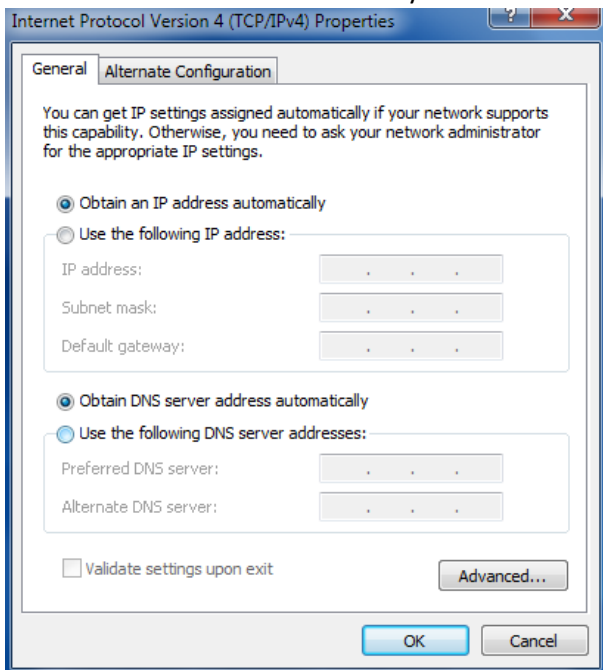 Internet Protocol Version 4 (TCP/IPv4) Properties
? X
General Alternate Configuration
You can get IP settings assigned automatically if your network supports
this capability. Otherwise, you need to ask your network administrator
for the appropriate IP settings.
Obtain an IP address automatically
Use the following IP address:
IP address: . . .
Subnet mask: . . .
Default gateway: . . .
Obtain DNS server address automatically
Use the following DNS server addresses:
Preferred DNS server: . . .
Alternate DNS server: . . .
Validate settings upon exit
Advanced...
OK Cancel